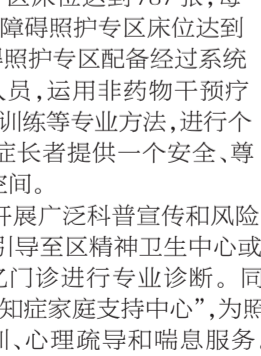 区床位达到787张，每
障碍照护专区床位达到
照护专区配备经过系统
人员，运用非药物干预疗
训练等专业方法，进行个
症长者提供一个安全、尊
空间。
开展广泛科普宣传和风险
引导至区精神卫生中心或
忆门诊进行专业诊断。同
知症家庭支持中心”，为照
训、心理疏导和喘息服务。